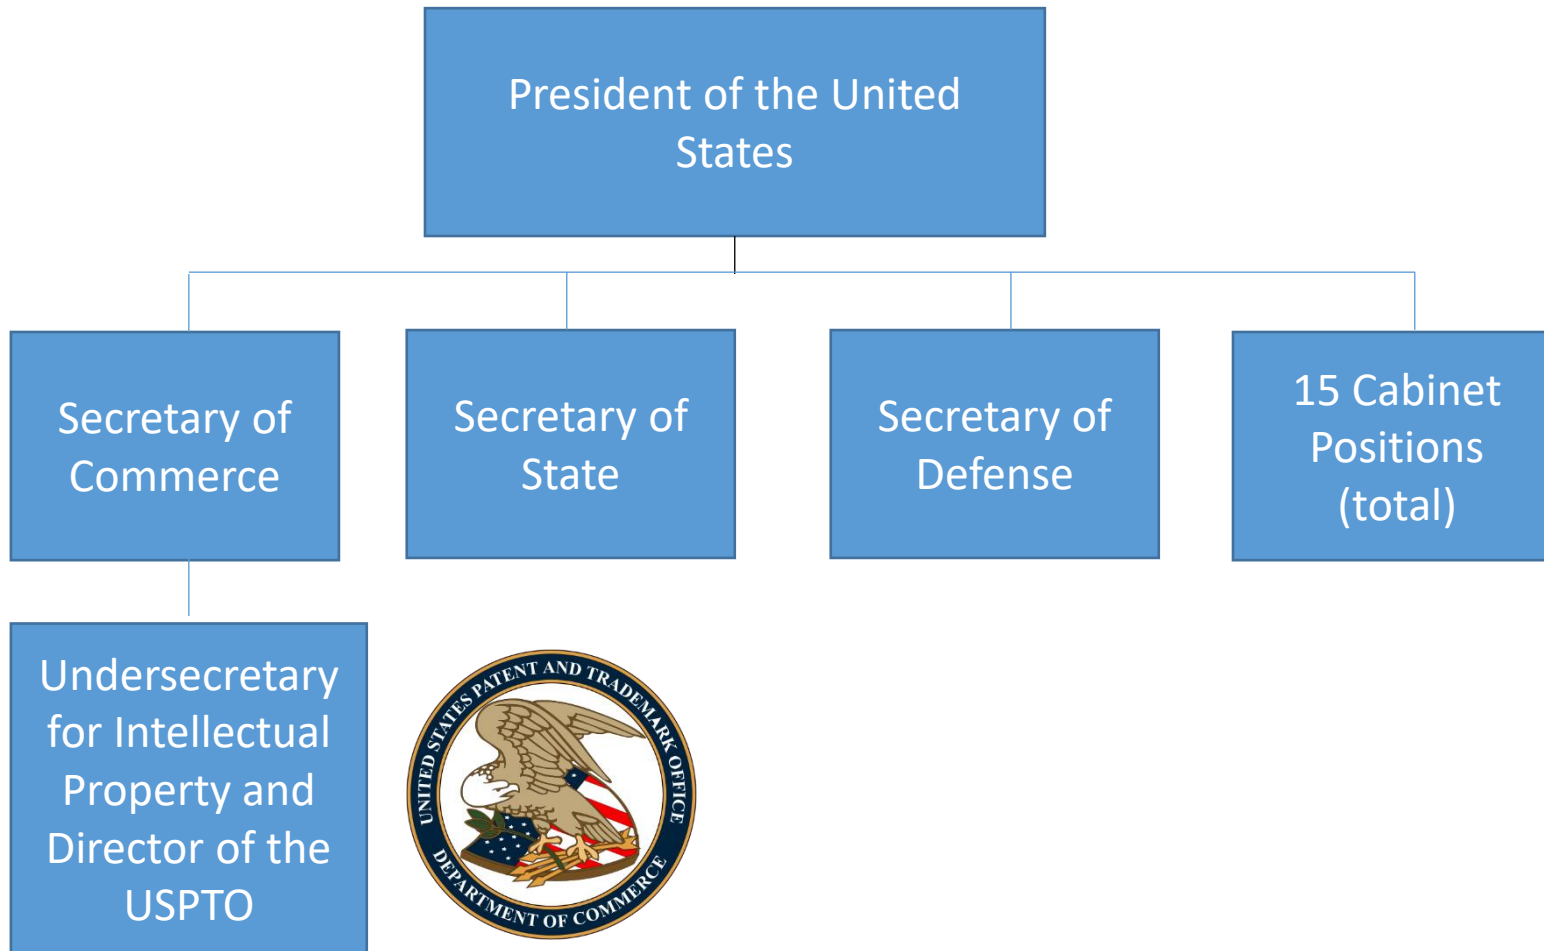 President of the United
States
Secretary of
Commerce
Secretary of
State
Secretary of
Defense
15 Cabinet
Positions
(total)
Undersecretary
for Intellectual
Property and
Director of the
USPTO
UNITED STATES PATENT AND TRADEMARK OFFICE
DEPARTMENT OF COMMERCE